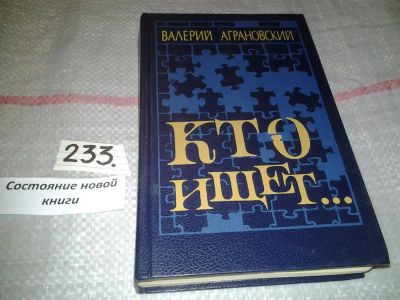 ВАЛЕРИЙ АГРАНОВСКИЙ
КТО
ИЩЕТ...
233.
Состояние новой
книги